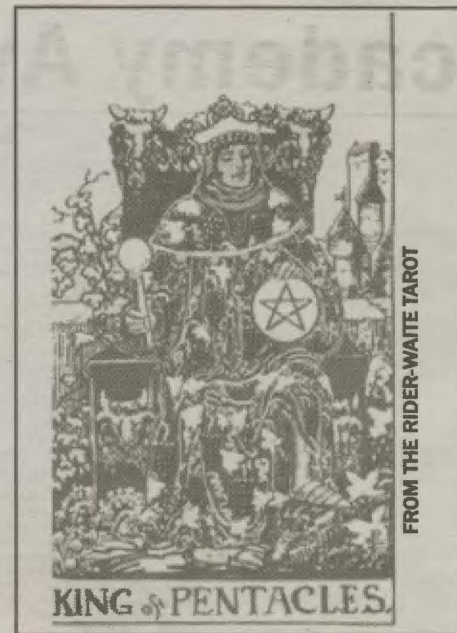 KING of PENTACLES.
FROM THE RIDER-WAITE TAROT